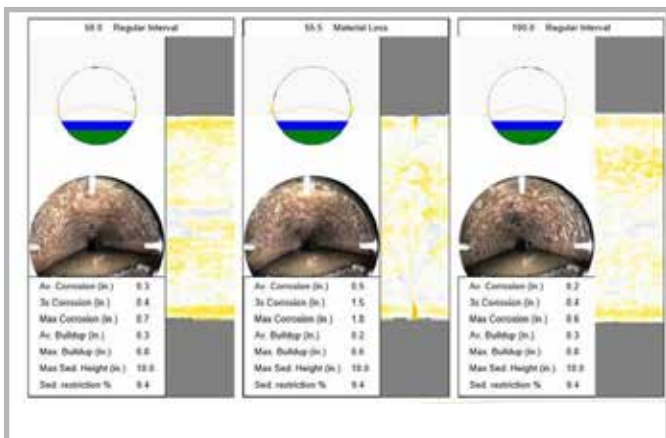 50.0 Regular Interval
Av. Corrosion (in.) 0.3
3s Corrosion (in.) 0.4
Max Corrosion (in.) 0.7
Av. Buildup (in.) 0.3
Max. Buildup (in.) 0.8
Max Sed. Height (in.) 10.0
Sed. restriction % 9.4
55.5 Material Loss
Av. Corrosion (in.) 0.5
3s Corrosion (in.) 1.5
Max Corrosion (in.) 1.8
Av. Buildup (in.) 0.2
Max. Buildup (in.) 0.6
Max Sed. Height (in.) 10.0
Sed. restriction % 9.4
100.0 Regular Interval
Av. Corrosion (in.) 0.2
3s Corrosion (in.) 0.4
Max Corrosion (in.) 0.6
Av. Buildup (in.) 0.3
Max. Buildup (in.) 0.8
Max Sed. Height (in.) 10.0
Sed. restriction % 9.4